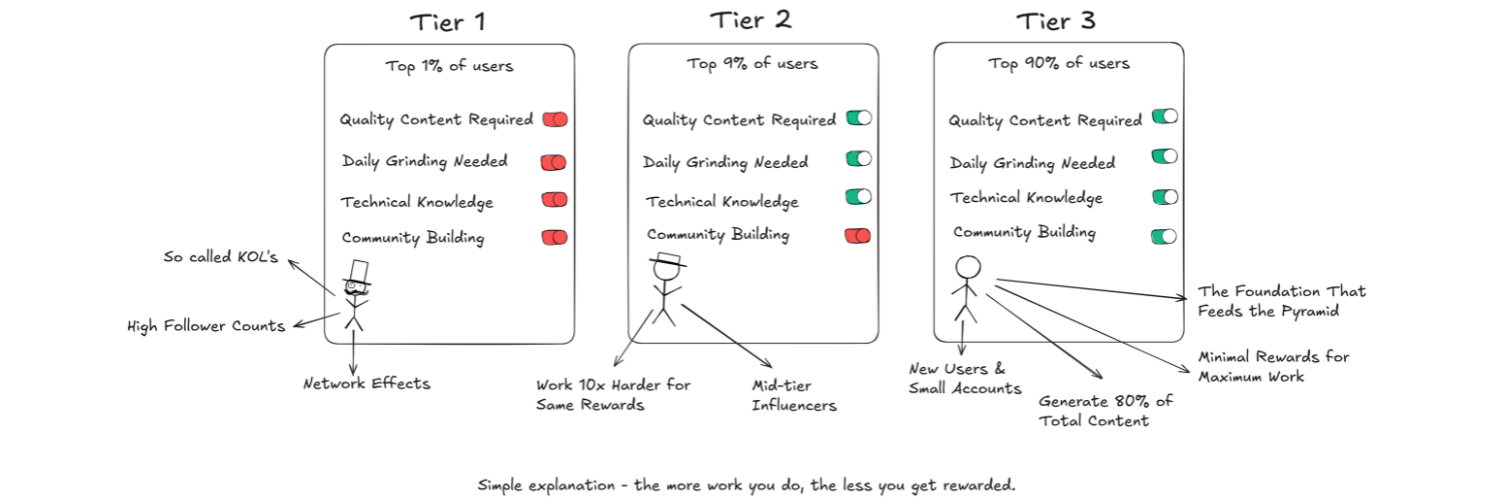 Tier 1
Top 1% of users
Quality Content Required
Daily Grinding Needed
Technical Knowledge
Community Building
So called KOL's
High Follower Counts
Network Effects
Tier 2
Top 9% of users
Quality Content Required
Daily Grinding Needed
Technical Knowledge
Community Building
Work 10x Harder for
Same Rewards
Mid-tier
Influencers
Tier 3
Top 90% of users
Quality Content Required
Daily Grinding Needed
Technical Knowledge
Community Building
The Foundation That
Feeds the Pyramid
Minimal Rewards for
Maximum Work
New Users &
Small Accounts
Generate 80% of
Total Content
Simple explanation - the more work you do, the less you get rewarded.